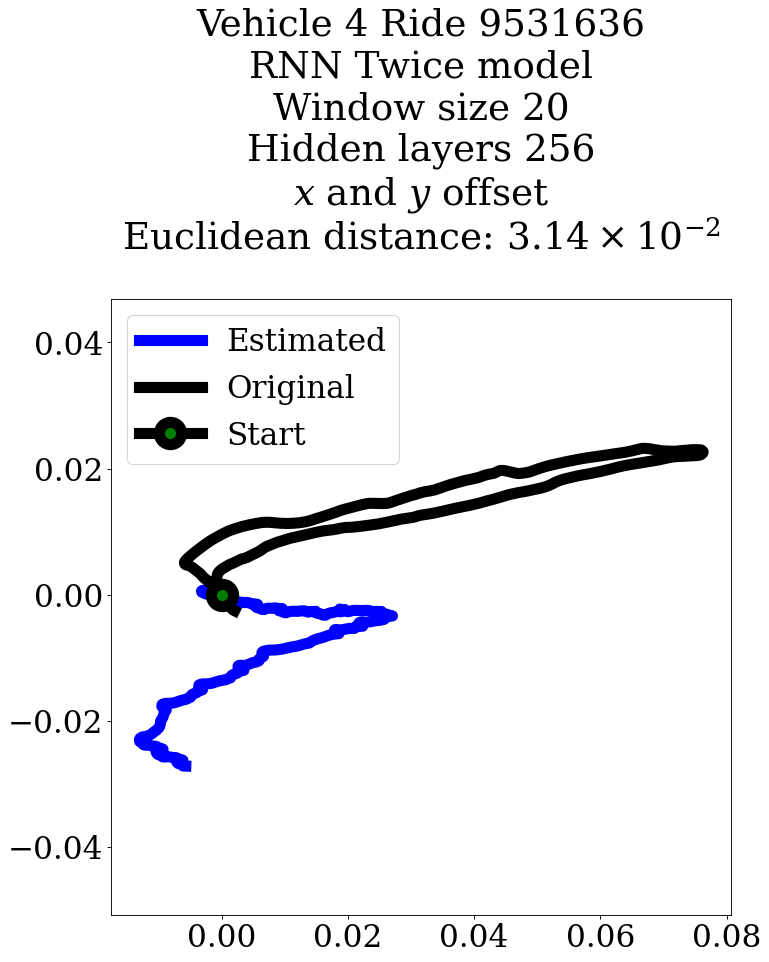 Vehicle 4 Ride 9531636
RNN Twice model
Window size 20
Hidden layers 256
x and y offset
Euclidean distance: 3.14 × 10⁻²
Estimated
Original
Start
0.04
0.02
0.00
−0.02
−0.04
0.00 0.02 0.04 0.06 0.08